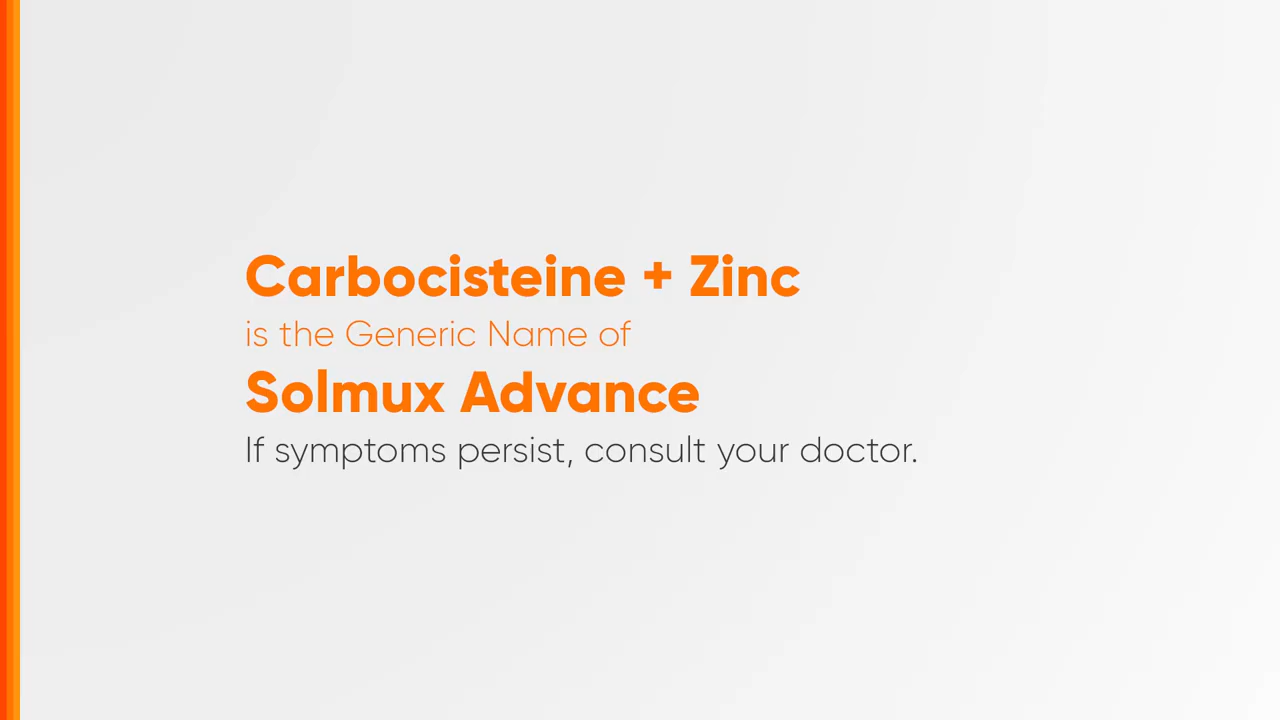 Carbocisteine + Zinc
is the Generic Name of
Solmux Advance
If symptoms persist, consult your doctor.